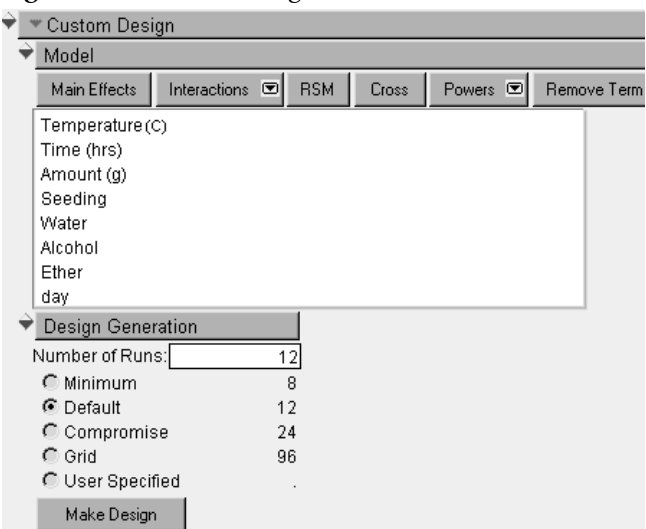 Custom Design
Model
Main Effects Interactions RSM Cross Powers Remove Term
Temperature(C)
Time (hrs)
Amount (g)
Seeding
Water
Alcohol
Ether
day
Design Generation
Number of Runs: 12
Minimum 8
Default 12
Compromise 24
Grid 96
User Specified .
Make Design